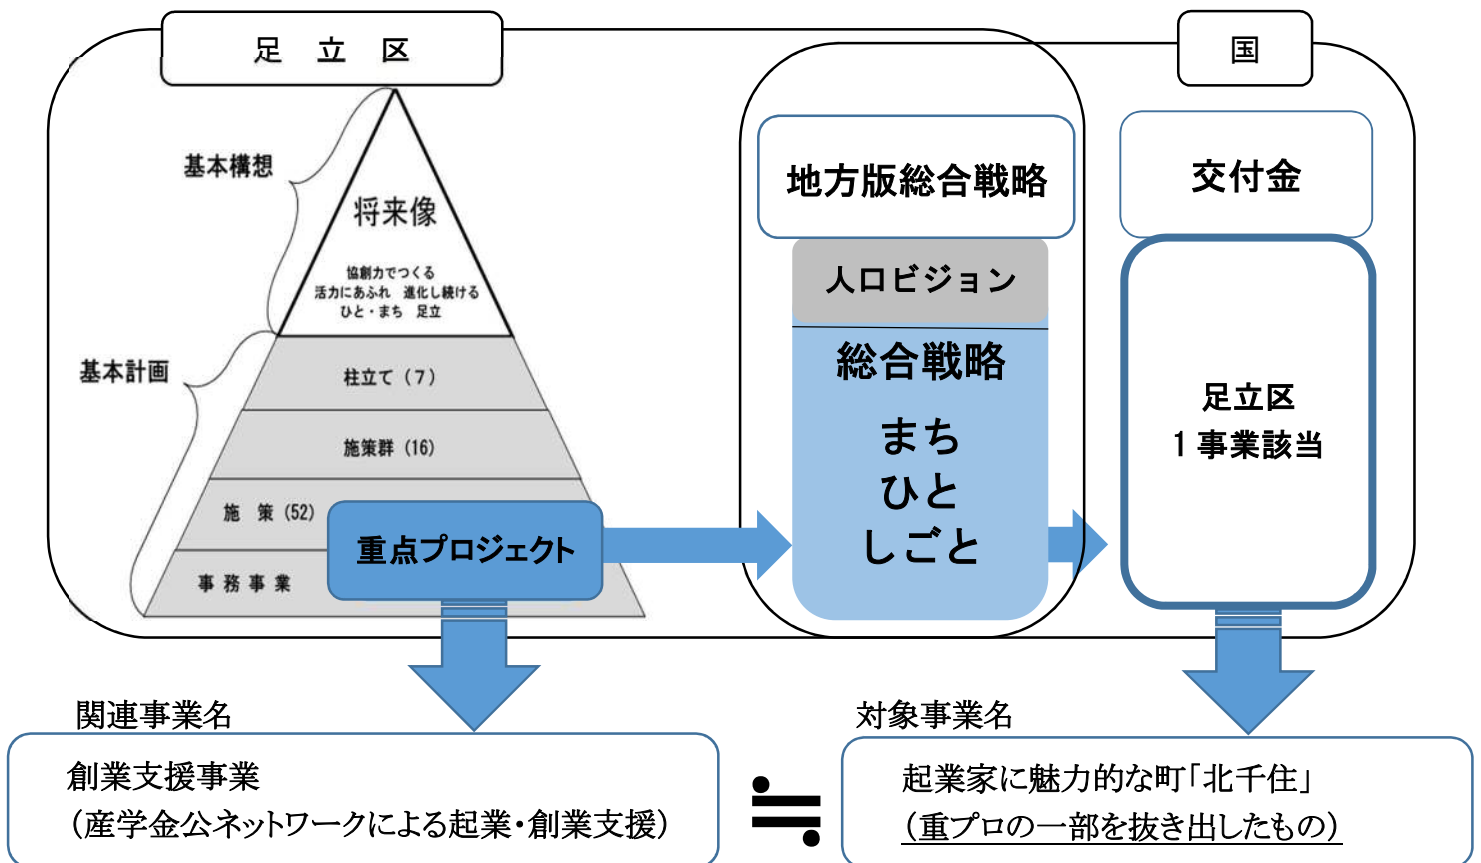 足 立 区
国
基本構想
将来像
協創力でつくる
活力にあふれ 進化し続ける
ひと・まち 足立
基本計画
柱立て(7)
施策群(16)
施 策(52)
事 務 事 業
重点プロジェクト
地方版総合戦略
人口ビジョン
総合戦略
まち
ひと
しごと
交付金
足立区
1 事業該当
関連事業名
創業支援事業
(産学金公ネットワークによる起業・創業支援)
≒
対象事業名
起業家に魅力的な町「北千住」
(重プロの一部を抜き出したもの)